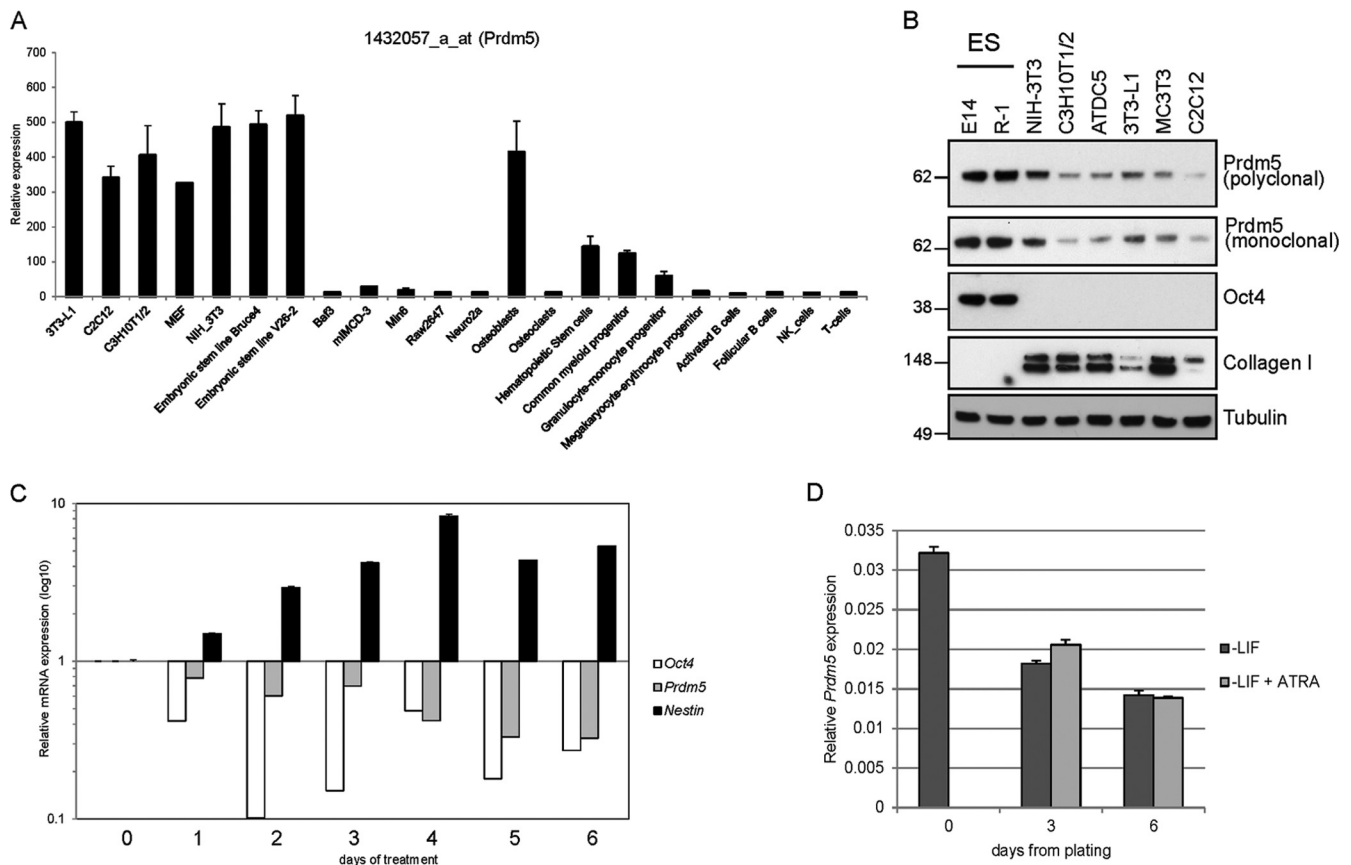 A
1432057_a_at (Prdm5)
Relative expression
700
600
500
400
300
200
100
0
3T3-L1
C2C12
C3H10T1/2
MEF
NIH_3T3
Embryonic stem line Bruce4
Embryonic stem line V26-2
Baf3
mIMCD-3
Min6
Raw2647
Neuro2a
Osteoblasts
Osteoclasts
Hematopoietic Stem cells
Common myeloid progenitor
Granulocyte-monocyte progenitor
Megakaryocyte-erythrocyte progenitor
Activated B cells
Follicular B cells
NK_cells
T-cells
B
ES
E14
R-1
NIH-3T3
C3H10T1/2
ATDC5
3T3-L1
MC3T3
C2C12
62
Prdm5
(polyclonal)
62
Prdm5
(monoclonal)
38
Oct4
148
Collagen I
49
Tubulin
C
Relative mRNA expression (log10)
10
1
0.1
0 1 2 3 4 5 6
days of treatment
Oct4
Prdm5
Nestin
D
Relative Prdm5 expression
0.035
0.03
0.025
0.02
0.015
0.01
0.005
0
0 3 6
days from plating
-LIF
-LIF + ATRA